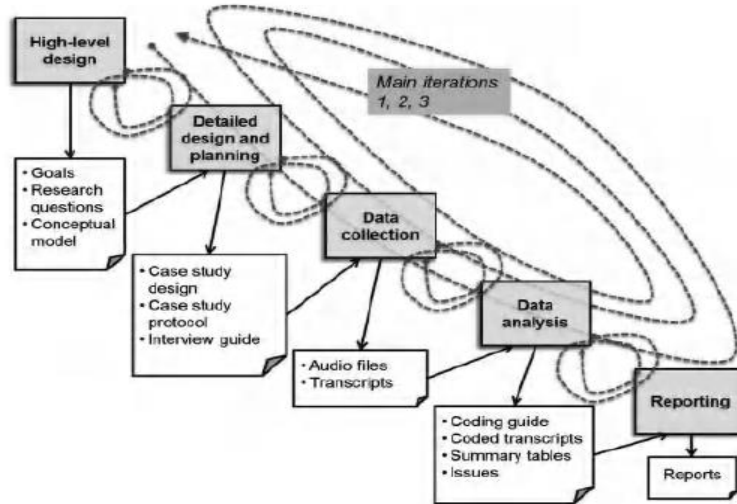 High-level
design
Main iterations
1, 2, 3
Detailed
design and
planning
• Goals
• Research
questions
• Conceptual
model
Data
collection
• Case study
design
• Case study
protocol
• Interview guide
Data
analysis
• Audio files
• Transcripts
Reporting
• Coding guide
• Coded transcripts
• Summary tables
• Issues
Reports